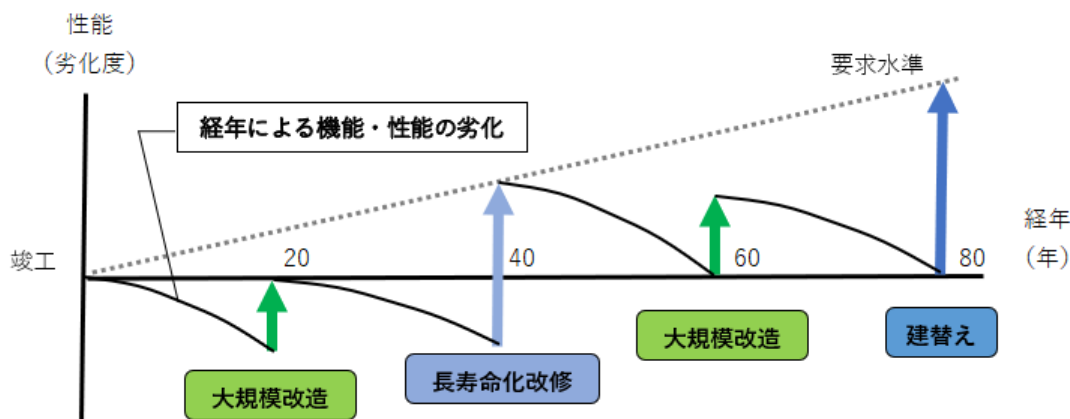 性能
（劣化度）
要求水準
経年による機能・性能の劣化
竣工
20
40
60
80
経年
（年）
大規模改造
長寿命化改修
大規模改造
建替え